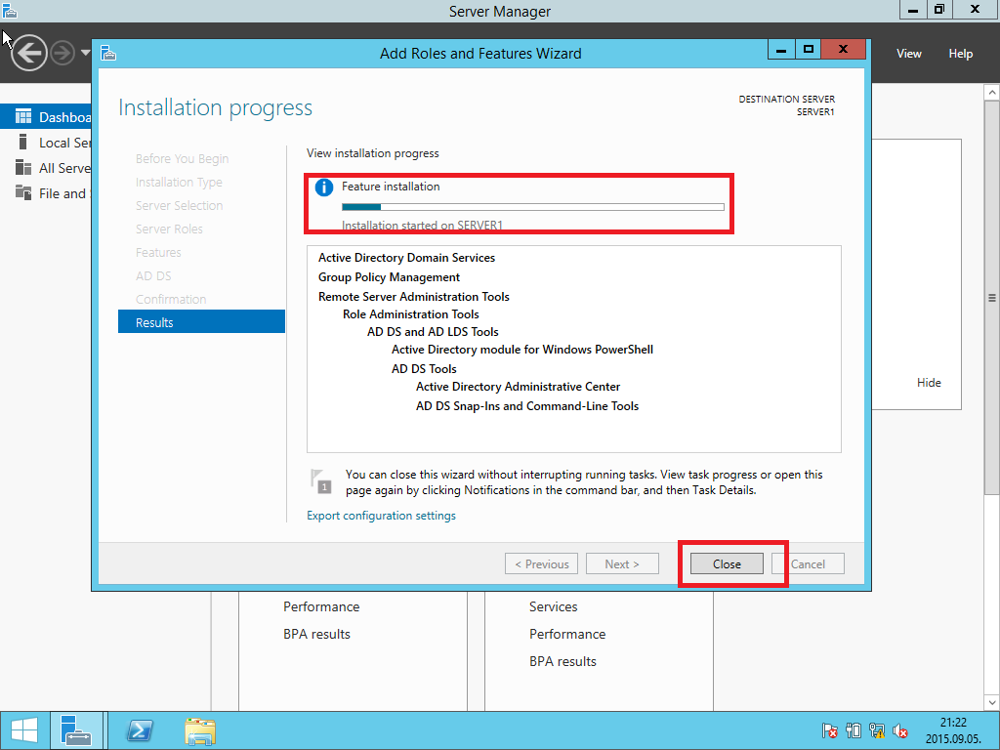 Server Manager
View
Help
Add Roles and Features Wizard
Installation progress
DESTINATION SERVER
SERVER1
Dashboa
Local Ser
All Serve
File and
Before You Begin
Installation Type
Server Selection
Server Roles
Features
AD DS
Confirmation
Results
View installation progress
Feature installation
Installation started on SERVER1
Active Directory Domain Services
Group Policy Management
Remote Server Administration Tools
Role Administration Tools
AD DS and AD LDS Tools
Active Directory module for Windows PowerShell
AD DS Tools
Active Directory Administrative Center
AD DS Snap-Ins and Command-Line Tools
Hide
1
You can close this wizard without interrupting running tasks. View task progress or open this
page again by clicking Notifications in the command bar, and then Task Details.
Export configuration settings
< Previous
Next >
Close
Cancel
Performance
BPA results
Services
Performance
BPA results
21:22
2015.09.05.